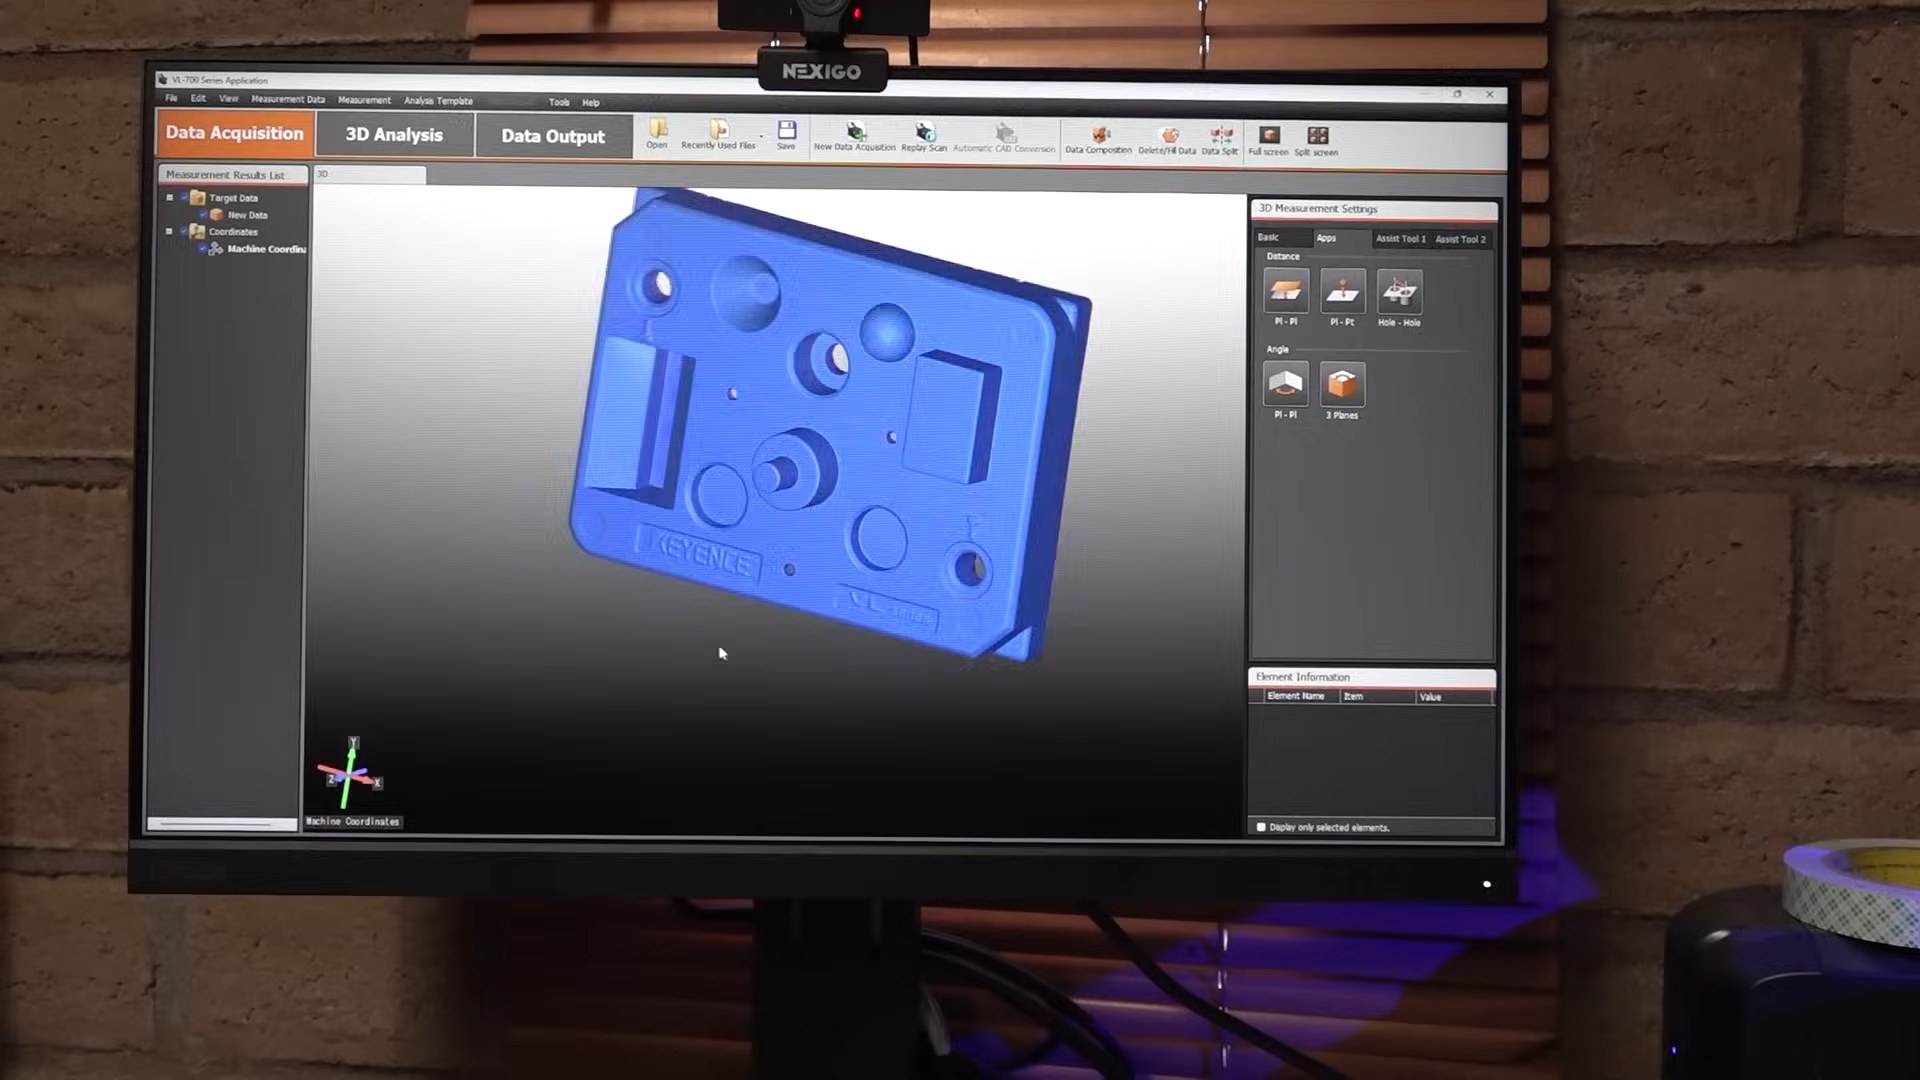 NEXIGO
VL-700 Series Application
File Edit View Measurement Data Measurement Analysis Template Tools Help
Data Acquisition 3D Analysis Data Output
Open Recently Used Files Save New Data Acquisition Replay Scan Automatic CAD Conversion Data Composition Delete/Fill Data Data Split Full screen Split screen
Measurement Results List
Target Data
New Data
Coordinates
Machine Coordina
3D
KEYENCE
VL
Y
Z
X
Machine Coordinates
3D Measurement Settings
Basic Apps Assist Tool 1 Assist Tool 2
Distance
Pl - Pl Pl - Pt Hole - Hole
Angle
Pl - Pl 3 Planes
Element Information
Element Name Item Value
Display only selected elements.